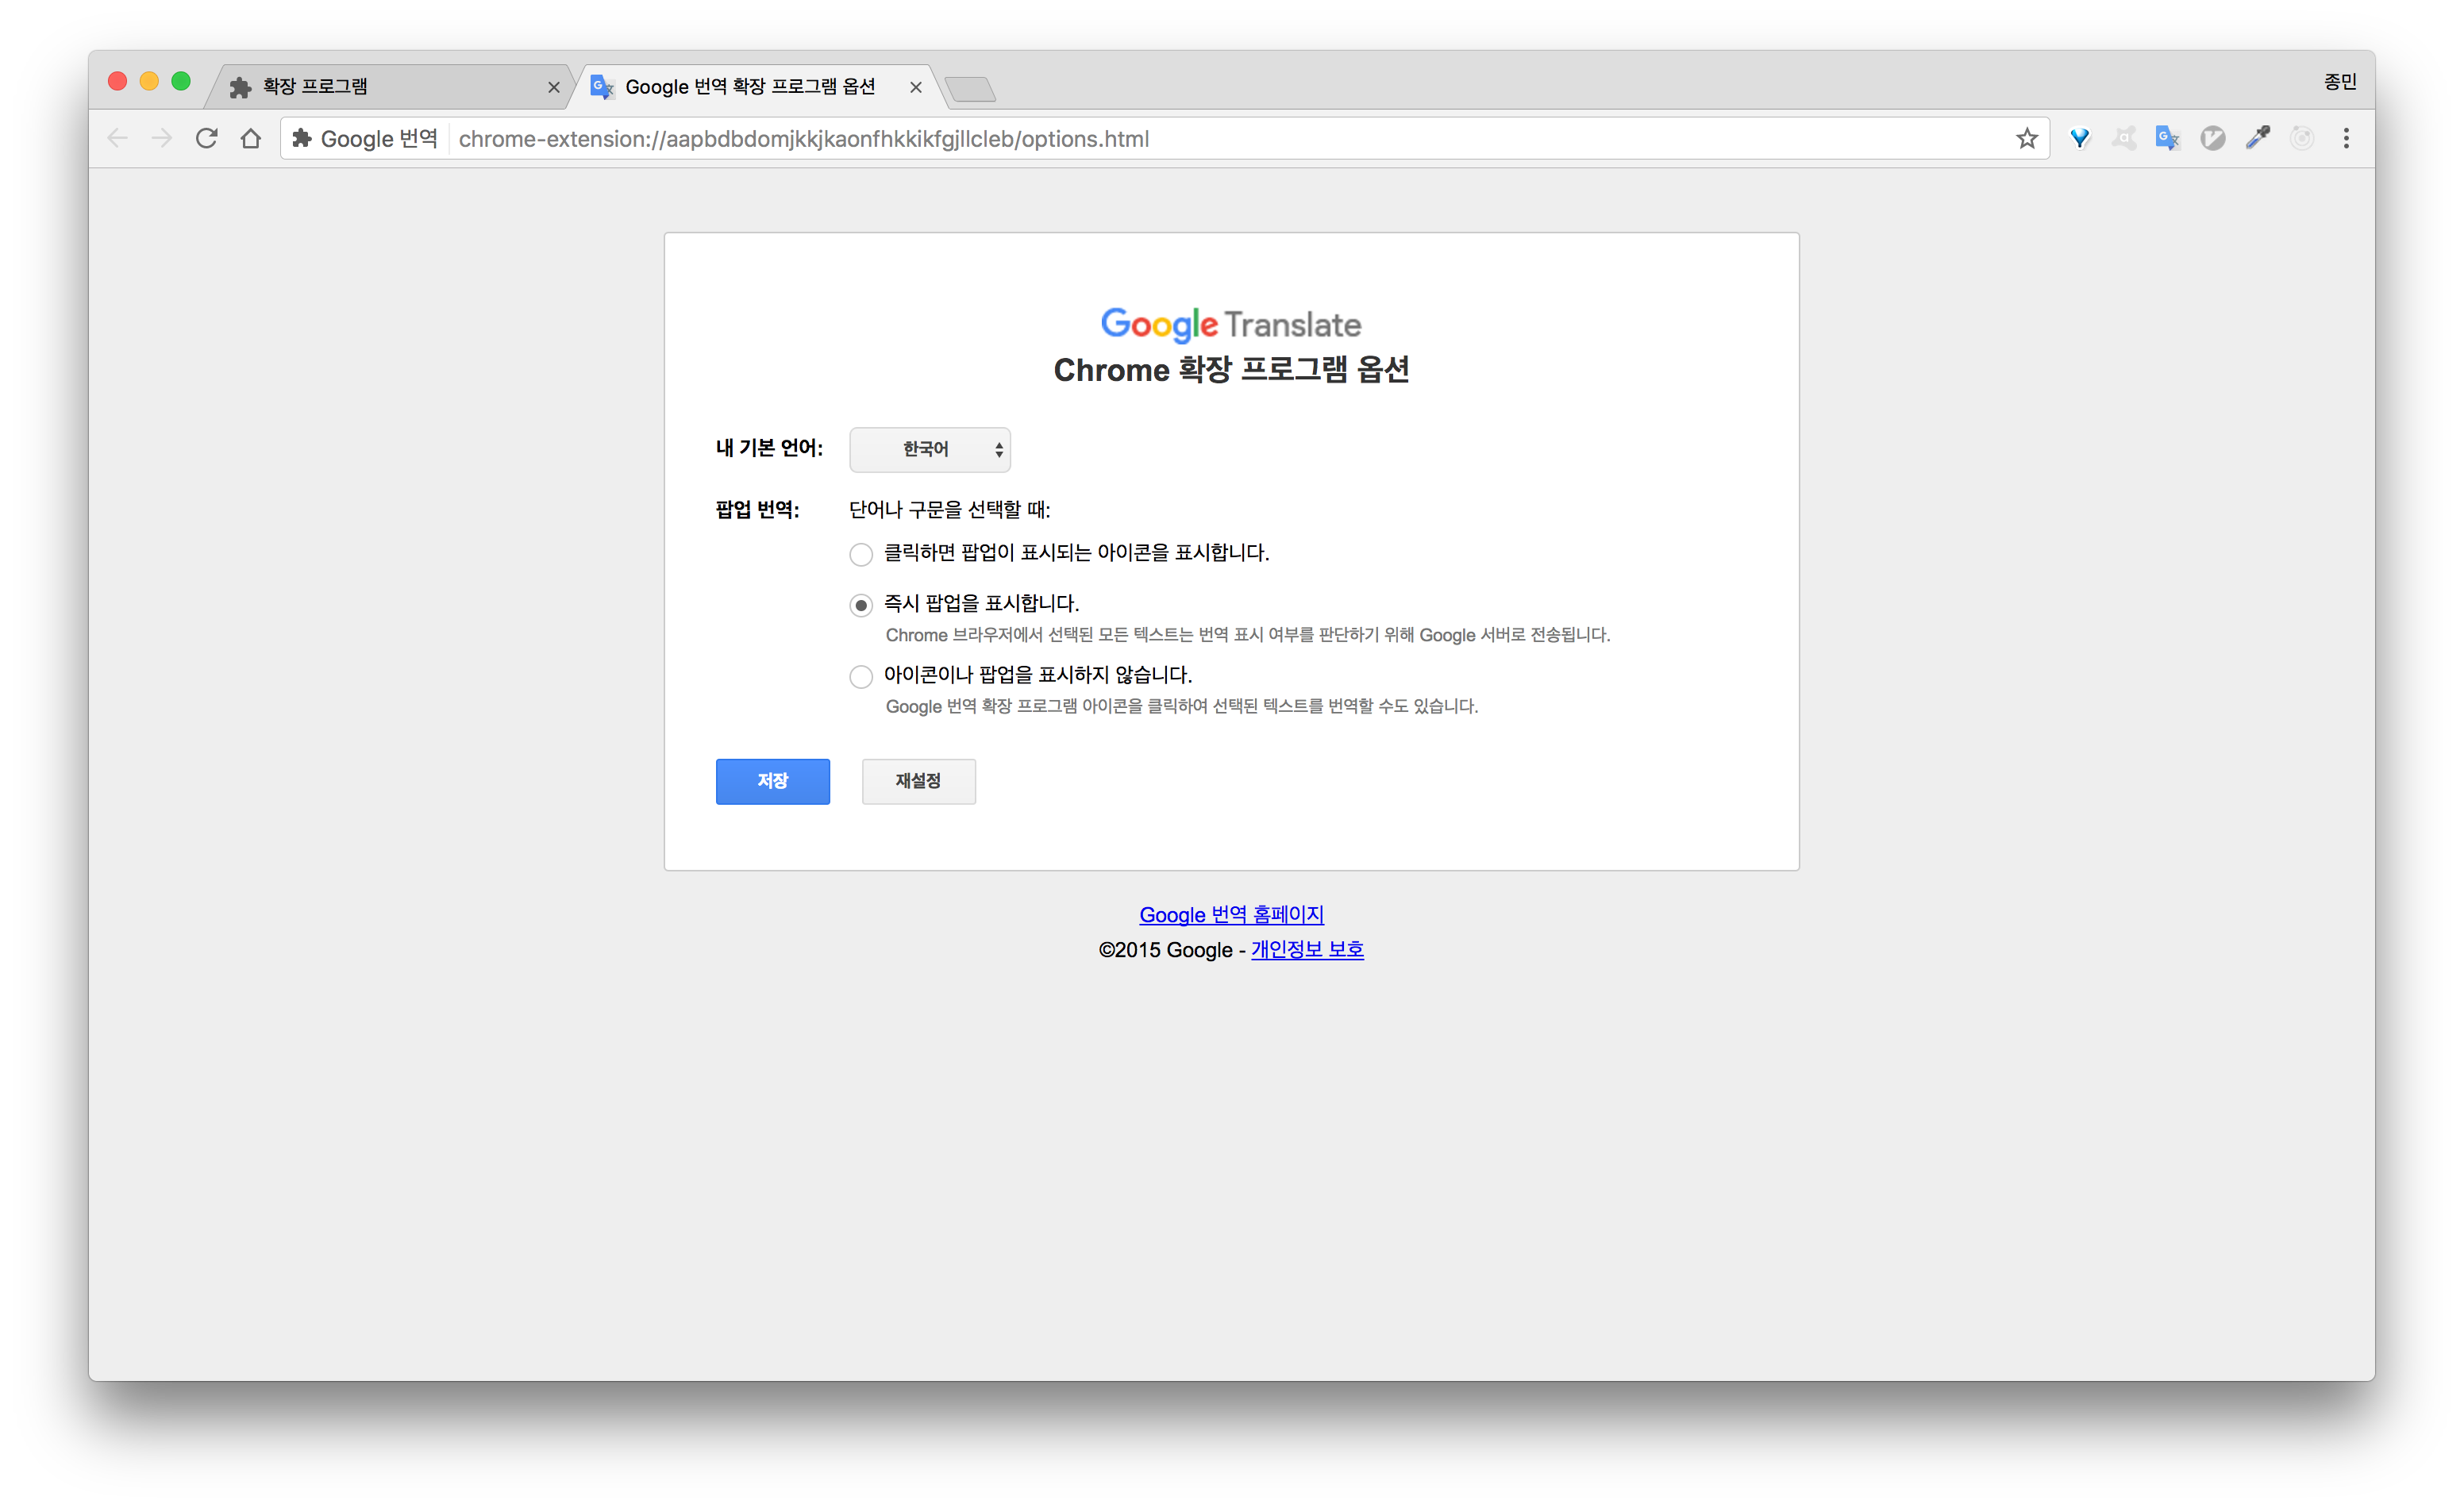 확장 프로그램
Google 번역 확장 프로그램 옵션
종민
Google 번역
chrome-extension://aapbdbdomjkkjkaonfhkkikfgjllcleb/options.html
Google Translate
Chrome 확장 프로그램 옵션
내 기본 언어: 한국어
팝업 번역: 단어나 구문을 선택할 때:
클릭하면 팝업이 표시되는 아이콘을 표시합니다.
즉시 팝업을 표시합니다.
Chrome 브라우저에서 선택된 모든 텍스트는 번역 표시 여부를 판단하기 위해 Google 서버로 전송됩니다.
아이콘이나 팝업을 표시하지 않습니다.
Google 번역 확장 프로그램 아이콘을 클릭하여 선택된 텍스트를 번역할 수도 있습니다.
저장 재설정
Google 번역 홈페이지
©2015 Google - 개인정보 보호